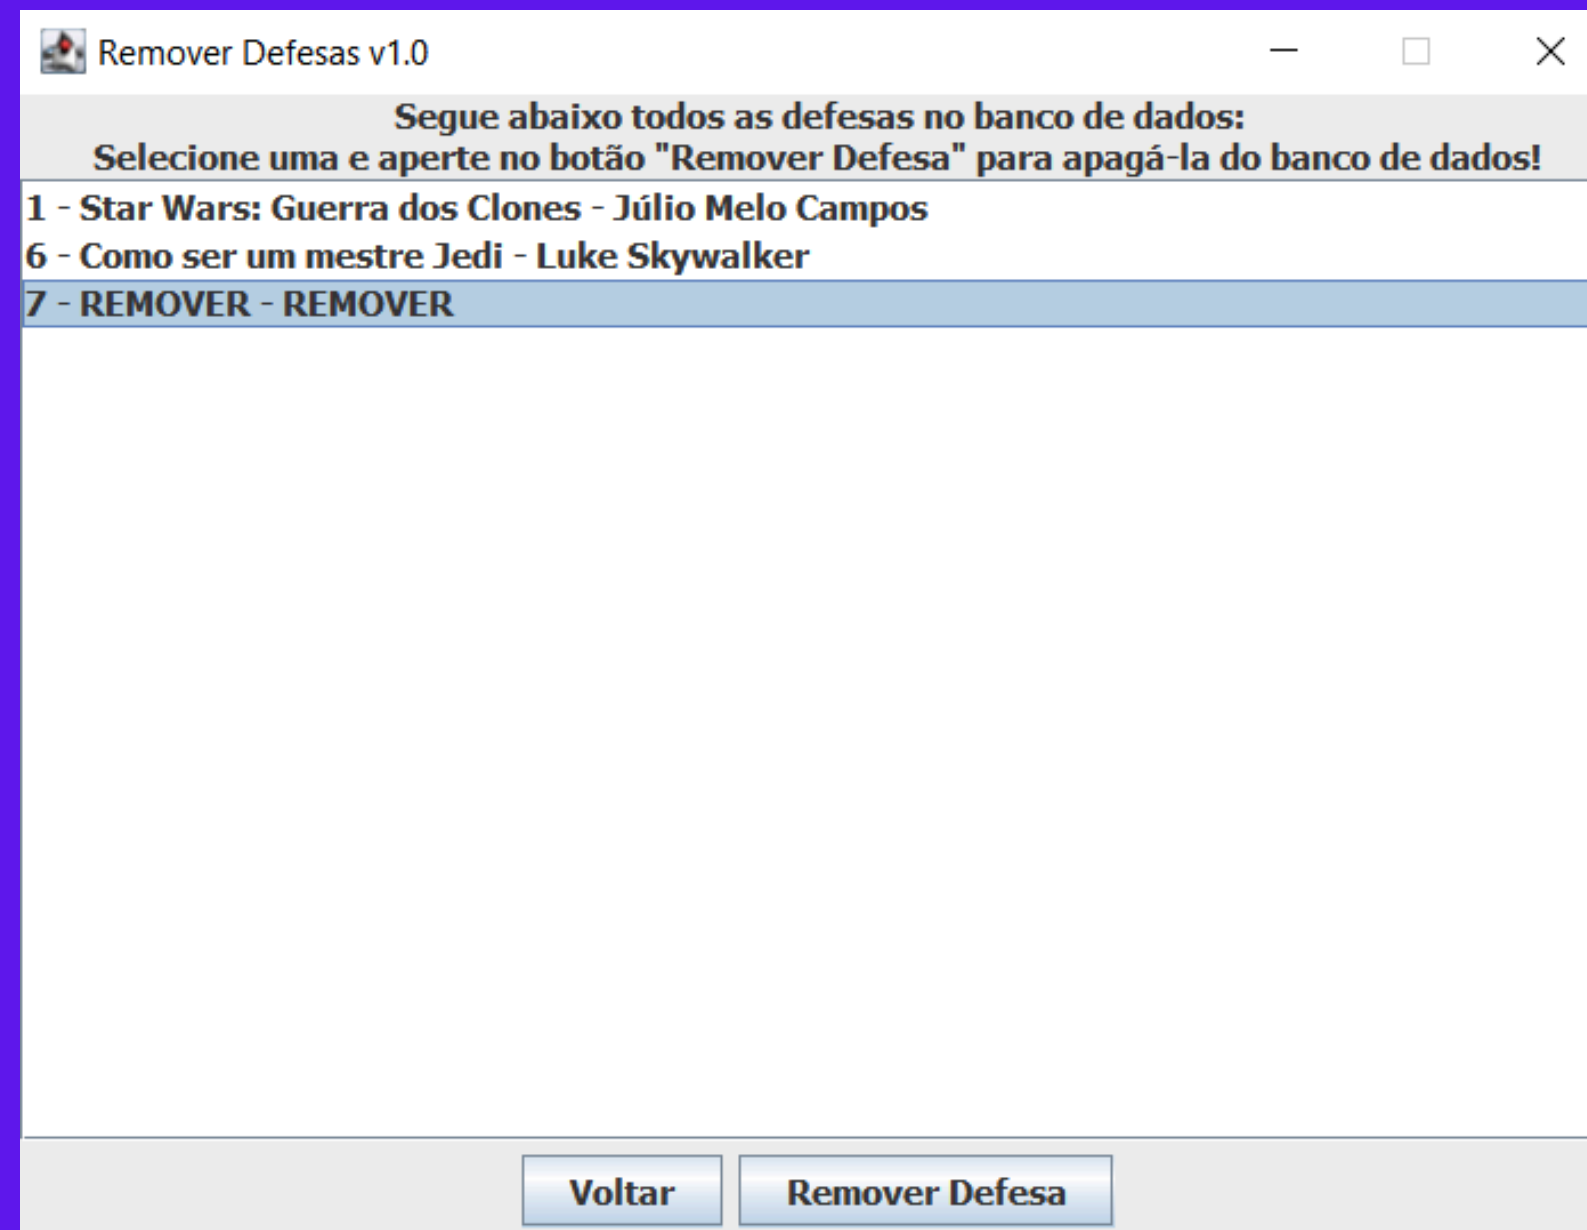 Remover Defesas v1.0
Segue abaixo todos as defesas no banco de dados:
Selecione uma e aperte no botão "Remover Defesa" para apagá-la do banco de dados!
1 - Star Wars: Guerra dos Clones - Júlio Melo Campos
6 - Como ser um mestre Jedi - Luke Skywalker
7 - REMOVER - REMOVER
Voltar
Remover Defesa